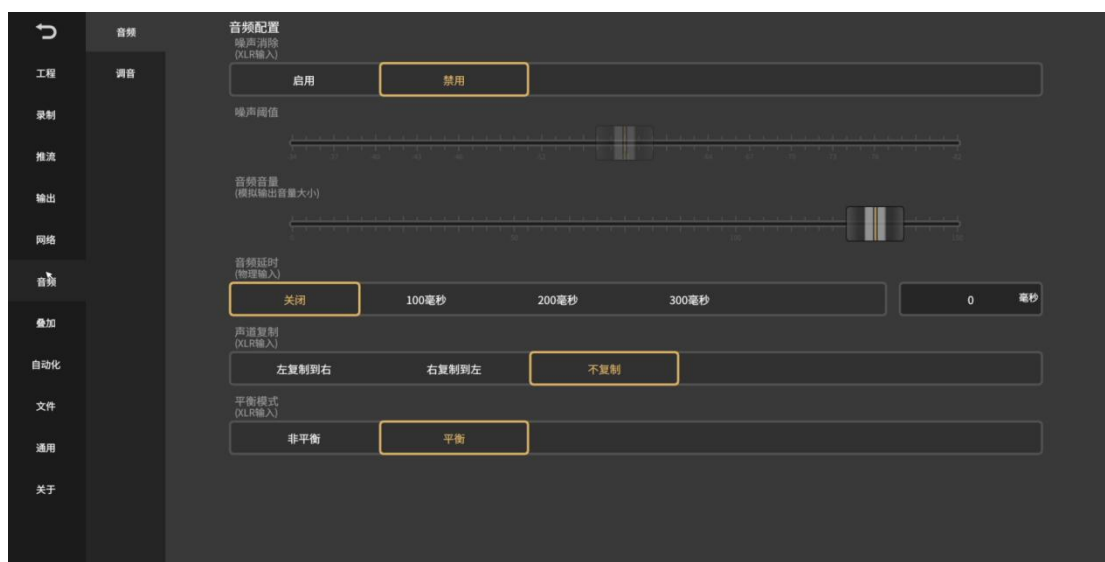 音频
音频配置
噪声消除
(XLR输入)
工程
调音
启用
禁用
录制
噪声阈值
推流
音频音量
(模拟输出音量大小)
输出
网络
音频延时
(物理输入)
音频
关闭
100毫秒
200毫秒
300毫秒
0
毫秒
叠加
声道复制
(XLR输入)
自动化
左复制到右
右复制到左
不复制
文件
平衡模式
(XLR输入)
通用
非平衡
平衡
关于